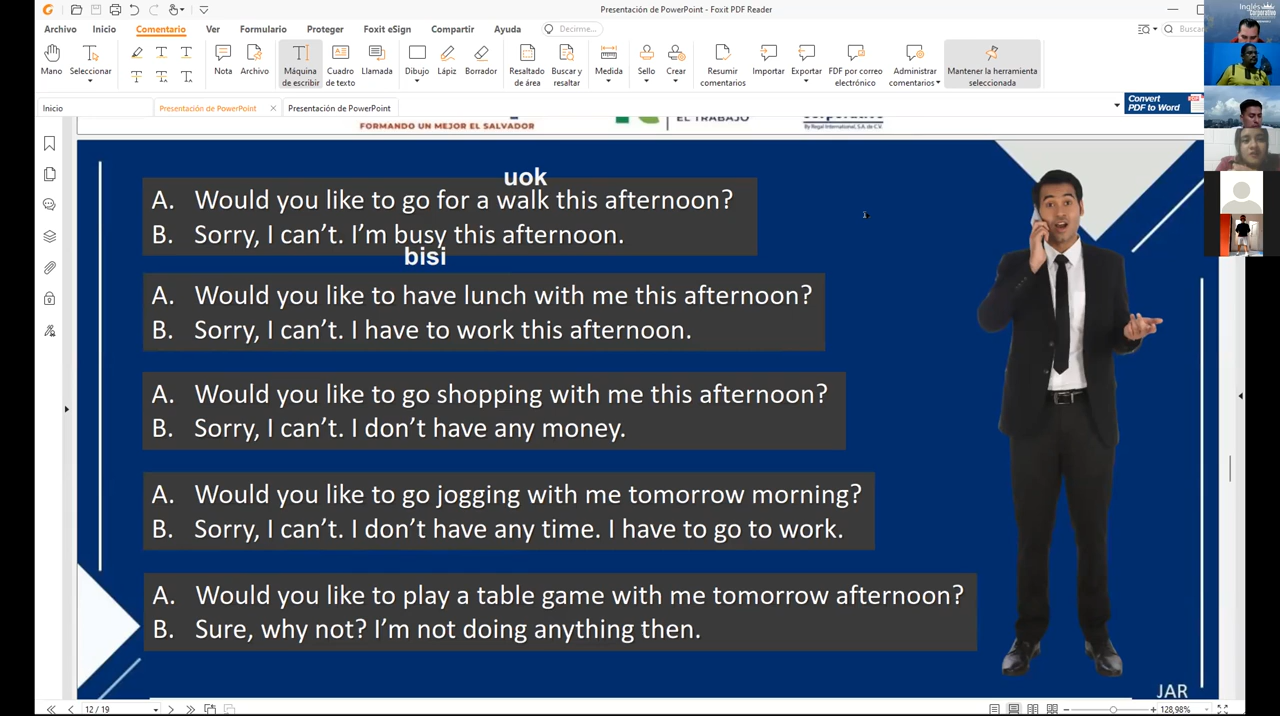 Presentación de PowerPoint - Foxit PDF Reader
Archivo Inicio Comentario Ver Formulario Proteger Foxit eSign Compartir Ayuda Decirme... Buscar
Mano Seleccionar Nota Archivo Máquina de escribir Cuadro de texto Llamada Dibujo Lápiz Borrador Resaltado de área Buscar y resaltar Medida Sello Crear Resumir comentarios Importar Exportar FDF por correo electrónico Administrar comentarios Mantener la herramienta seleccionada
Inicio Presentación de PowerPoint Presentación de PowerPoint
Convert PDF to Word
FORMANDO UN MEJOR EL SALVADOR
EL TRABAJO
By Regal International, S.A. de C.V.
uok
A. Would you like to go for a walk this afternoon?
B. Sorry, I can't. I'm busy this afternoon.
bisi
A. Would you like to have lunch with me this afternoon?
B. Sorry, I can't. I have to work this afternoon.
A. Would you like to go shopping with me this afternoon?
B. Sorry, I can't. I don't have any money.
A. Would you like to go jogging with me tomorrow morning?
B. Sorry, I can't. I don't have any time. I have to go to work.
A. Would you like to play a table game with me tomorrow afternoon?
B. Sure, why not? I'm not doing anything then.
JAR
12 / 19
128,98%